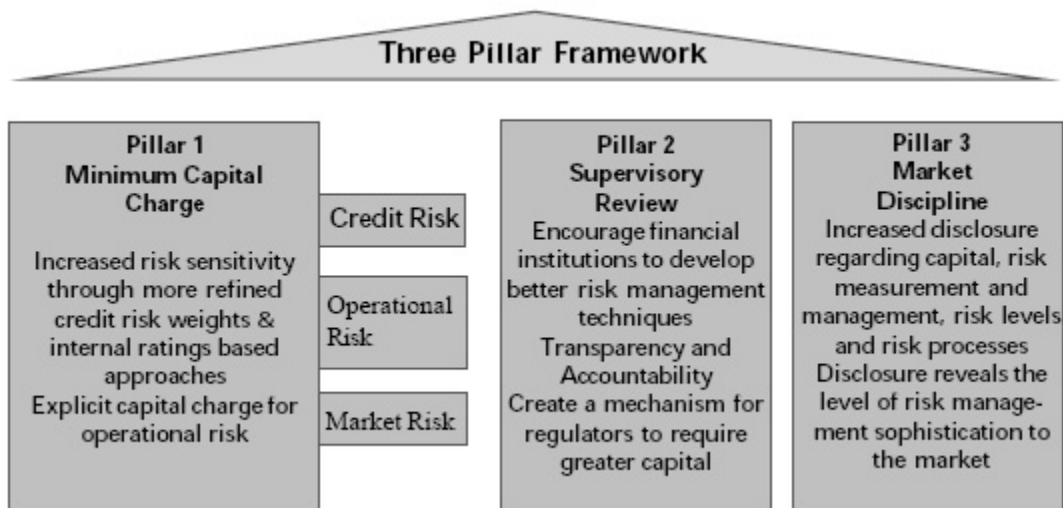 Three Pillar Framework
Pillar 1
Minimum Capital
Charge
Increased risk sensitivity
through more refined
credit risk weights &
internal ratings based
approaches
Explicit capital charge for
operational risk
Credit Risk
Operational
Risk
Market Risk
Pillar 2
Supervisory
Review
Encourage financial
institutions to develop
better risk management
techniques
Transparency and
Accountability
Create a mechanism for
regulators to require
greater capital
Pillar 3
Market
Discipline
Increased disclosure
regarding capital, risk
measurement and
management, risk levels
and risk processes
Disclosure reveals the
level of risk manage-
ment sophistication to
the market